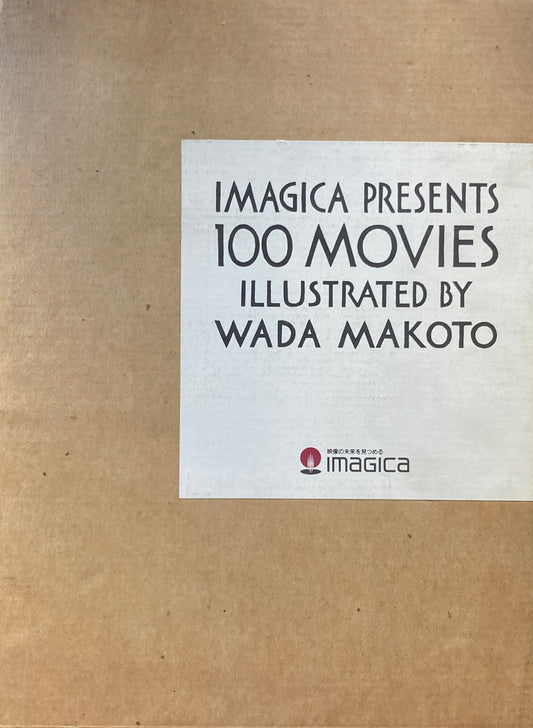 IMAGICA PRESENTS
100 MOVIES
ILLUSTRATED BY
WADA MAKOTO
映像の未来を見つめる
IMAGICA